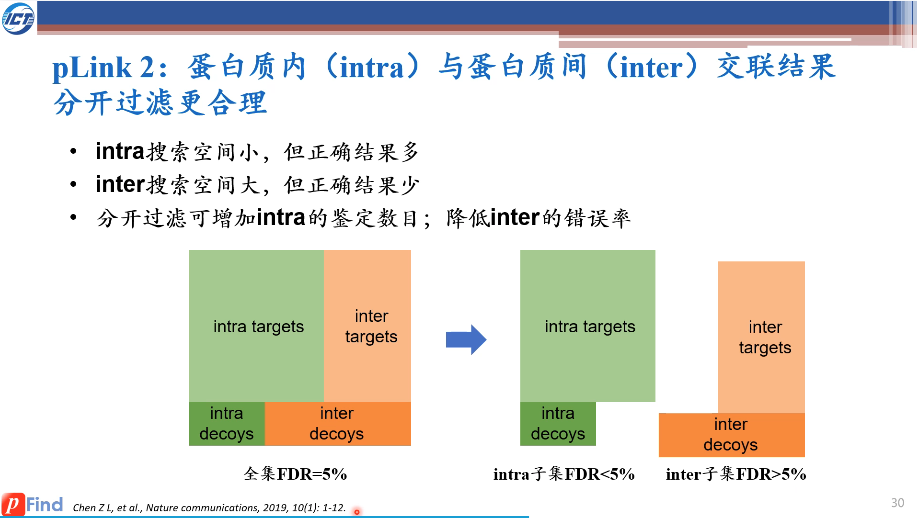 ICT
pLink 2：蛋白质内（intra）与蛋白质间（inter）交联结果
分开过滤更合理
• intra搜索空间小，但正确结果多
• inter搜索空间大，但正确结果少
• 分开过滤可增加intra的鉴定数目；降低inter的错误率
intra targets
inter
targets
intra
decoys
inter
decoys
全集FDR=5%
intra targets
intra
decoys
intra子集FDR<5%
inter
targets
inter
decoys
inter子集FDR>5%
pFind
Chen Z L, et al., Nature communications, 2019, 10(1): 1-12.
30